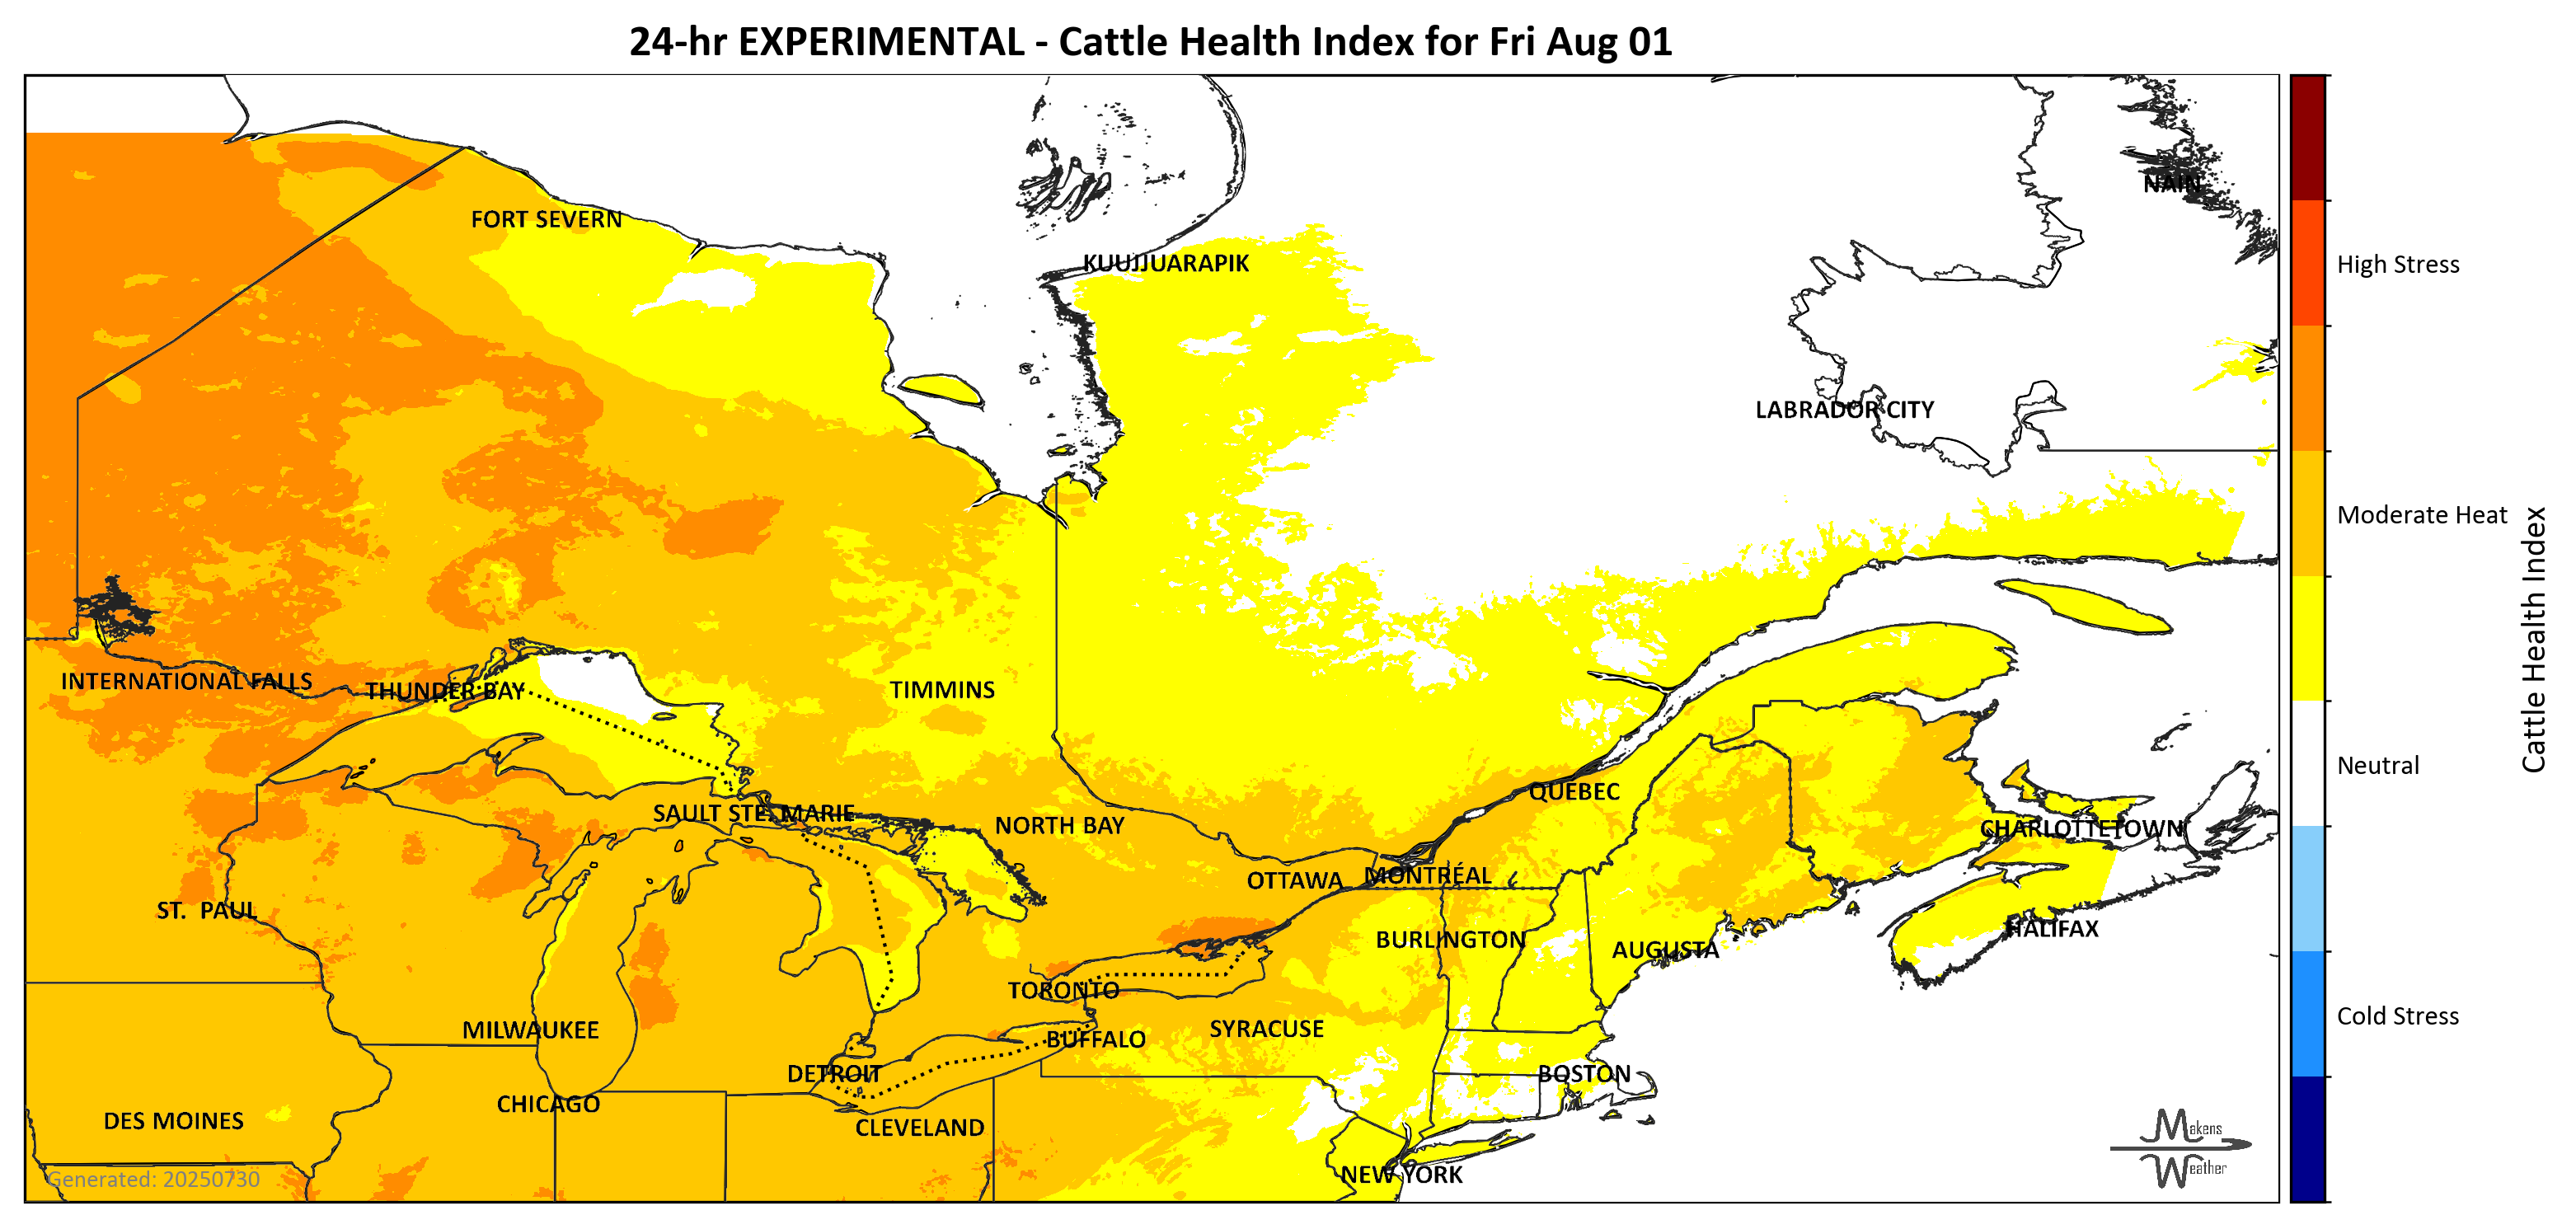 24-hr EXPERIMENTAL - Cattle Health Index for Fri Aug 01
NAIN
FORT SEVERN
KUUJJUARAPIK
High Stress
LABRADOR CITY
Moderate Heat
Cattle Health Index
INTERNATIONAL FALLS
THUNDER BAY
TIMMINS
Neutral
QUEBEC
SAULT STE. MARIE
NORTH BAY
CHARLOTTETOWN
OTTAWA
MONTRÉAL
ST. PAUL
HALIFAX
BURLINGTON
AUGUSTA
TORONTO
Cold Stress
MILWAUKEE
SYRACUSE
BUFFALO
DETROIT
BOSTON
CHICAGO
DES MOINES
CLEVELAND
Makens
Weather
NEW YORK
Generated: 20250730